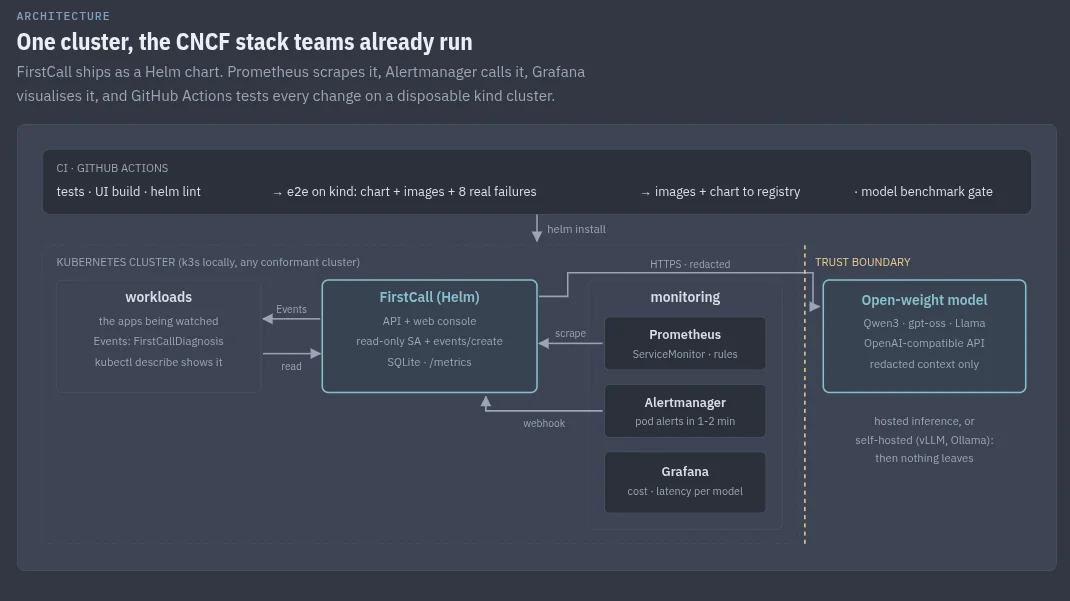 ARCHITECTURE
One cluster, the CNCF stack teams already run
FirstCall ships as a Helm chart. Prometheus scrapes it, Alertmanager calls it, Grafana
visualises it, and GitHub Actions tests every change on a disposable kind cluster.
CI · GITHUB ACTIONS
tests · UI build · helm lint
→ e2e on kind: chart + images + 8 real failures
→ images + chart to registry
· model benchmark gate
helm install
KUBERNETES CLUSTER (k3s locally, any conformant cluster)
workloads
the apps being watched
Events: FirstCallDiagnosis
kubectl describe shows it
Events
read
FirstCall (Helm)
API + web console
read-only SA + events/create
SQLite · /metrics
HTTPS · redacted
scrape
webhook
monitoring
Prometheus
ServiceMonitor · rules
Alertmanager
pod alerts in 1-2 min
Grafana
cost · latency per model
TRUST BOUNDARY
Open-weight model
Qwen3 · gpt-oss · Llama
OpenAI-compatible API
redacted context only
hosted inference, or
self-hosted (vLLM, Ollama):
then nothing leaves